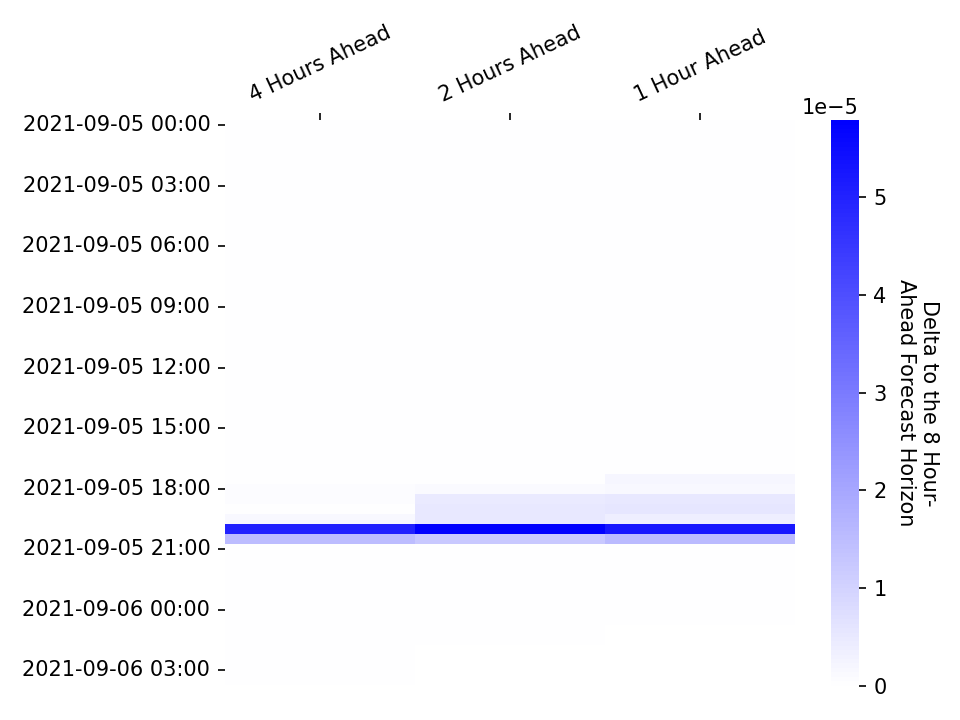 4 Hours Ahead
2 Hours Ahead
1 Hour Ahead
1e−5
2021-09-05 00:00
2021-09-05 03:00
2021-09-05 06:00
2021-09-05 09:00
2021-09-05 12:00
2021-09-05 15:00
2021-09-05 18:00
2021-09-05 21:00
2021-09-06 00:00
2021-09-06 03:00
5
4
3
2
1
0
Delta to the 8 Hour-
Ahead Forecast Horizon